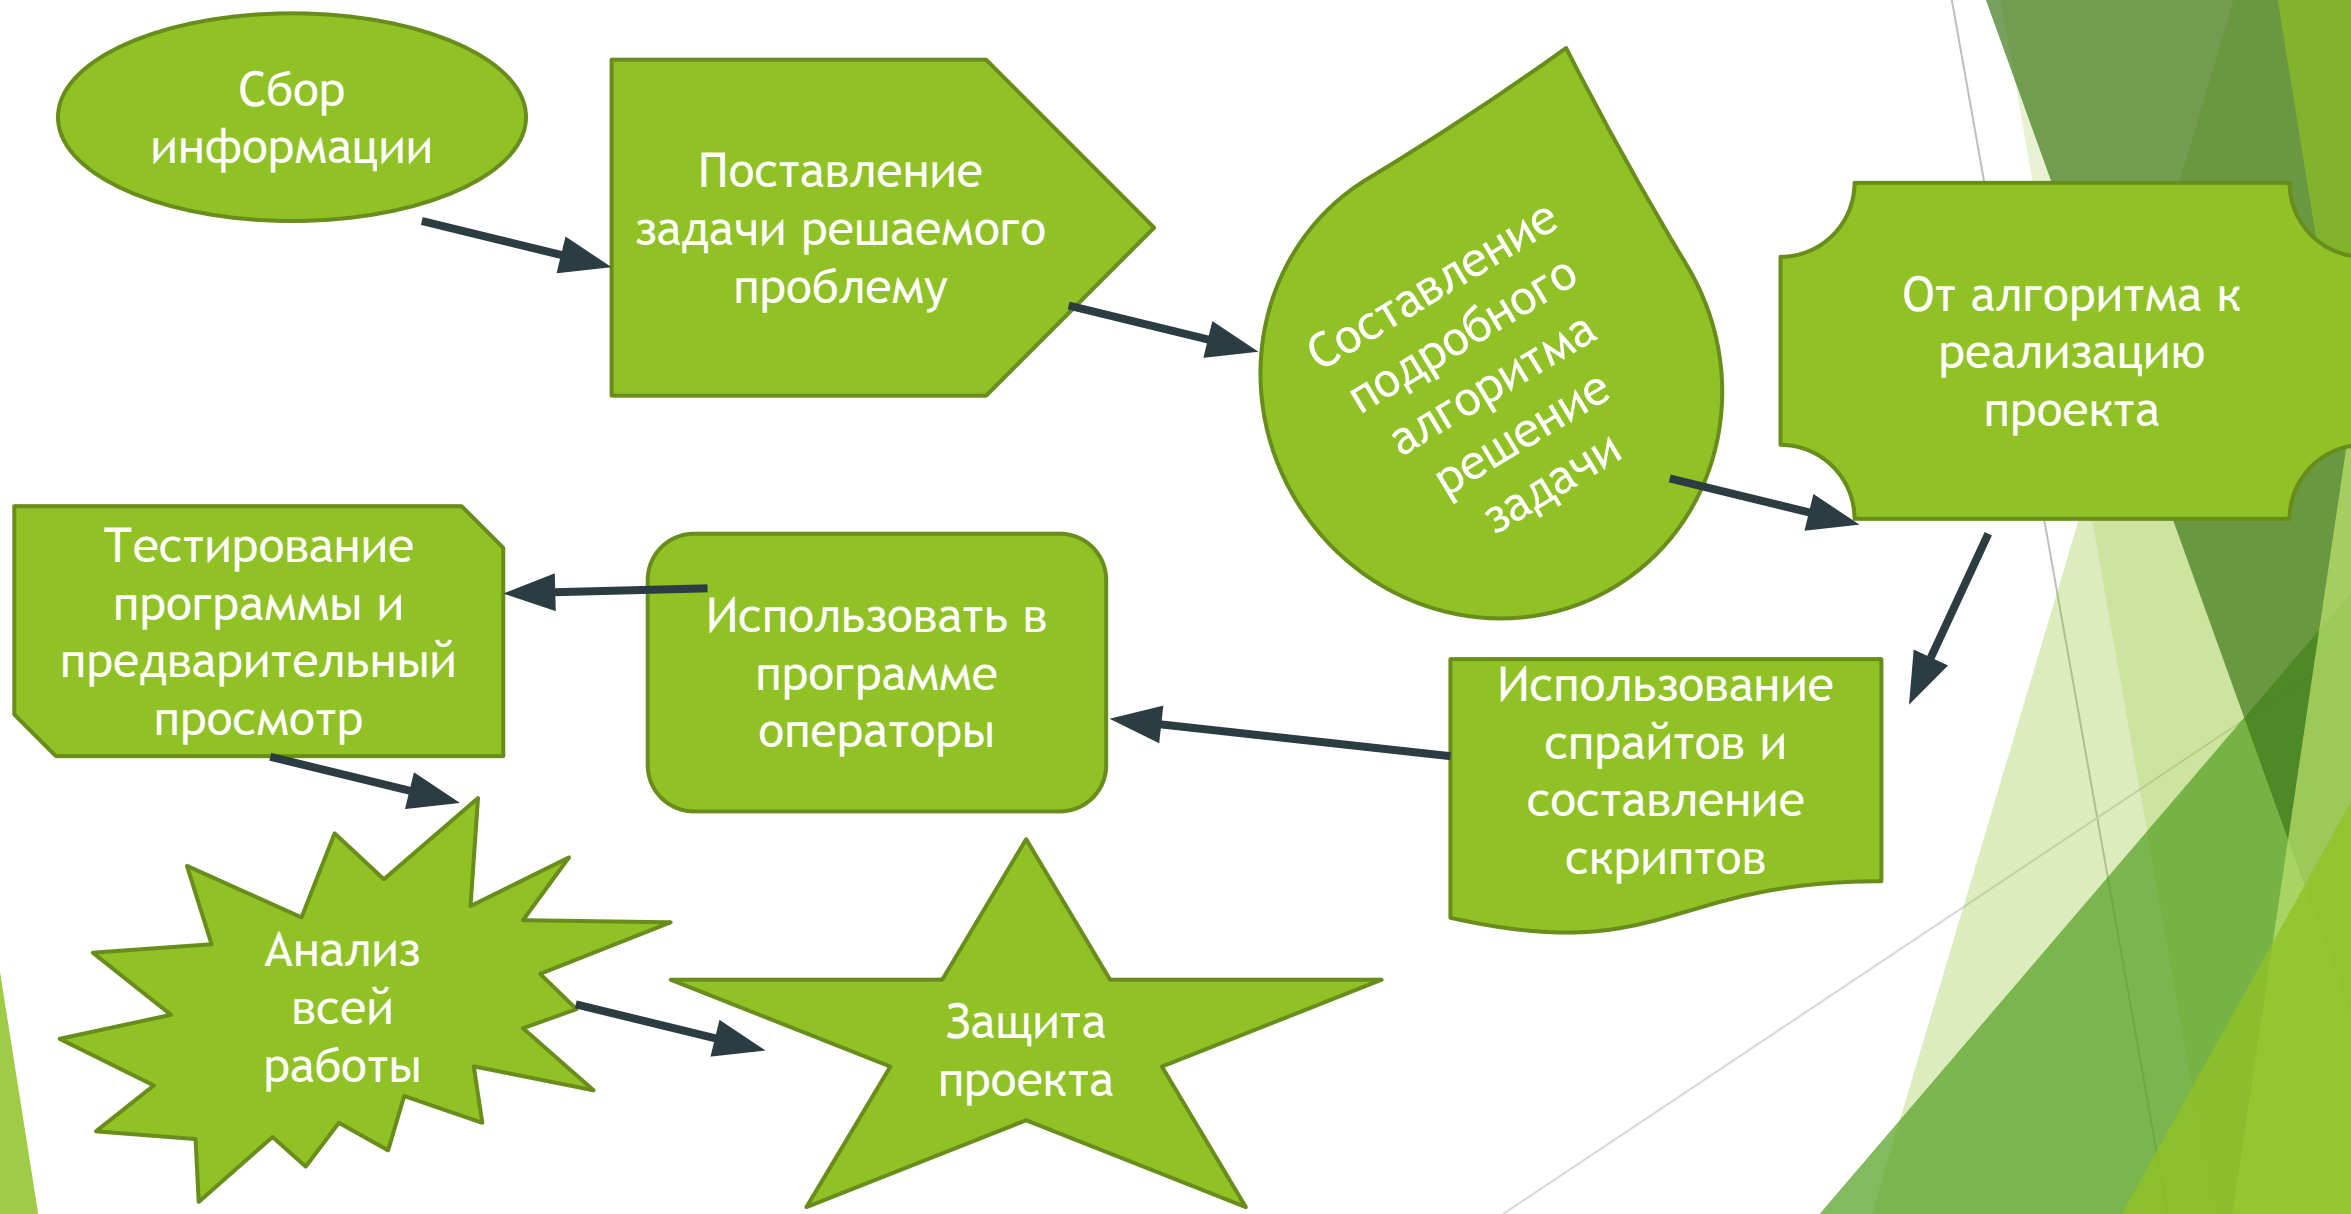 Сбор
информации
Поставление
задачи решаемого
проблему
Составление
подробного
алгоритма
решение
задачи
От алгоритма к
реализацию
проекта
Использование
спрайтов и
составление
скриптов
Использовать в
программе
операторы
Тестирование
программы и
предварительный
просмотр
Анализ
всей
работы
Защита
проекта